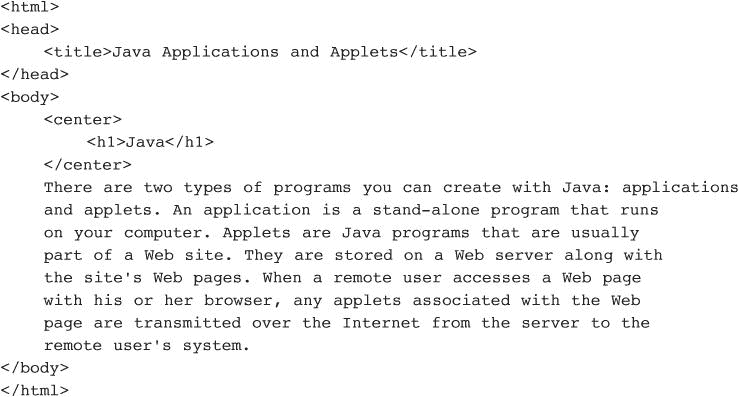 <html>
<head>
<title>Java Applications and Applets</title>
</head>
<body>
<center>
<h1>Java</h1>
</center>
There are two types of programs you can create with Java: applications
and applets. An application is a stand-alone program that runs
on your computer. Applets are Java programs that are usually
part of a Web site. They are stored on a Web server along with
the site's Web pages. When a remote user accesses a Web page
with his or her browser, any applets associated with the Web
page are transmitted over the Internet from the server to the
remote user's system.
</body>
</html>